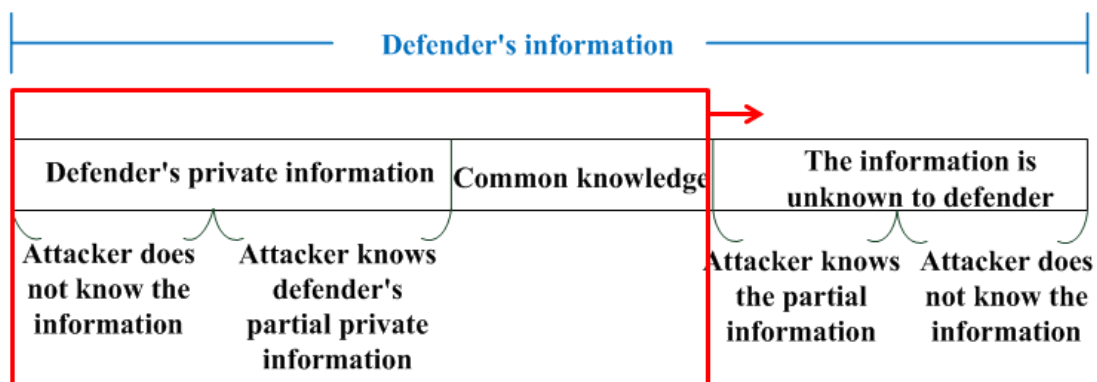 Defender's information
Defender's private information
Common knowledge
The information is
unknown to defender
Attacker does
not know the
information
Attacker knows
defender's
partial private
information
Attacker knows
the partial
information
Attacker does
not know the
information